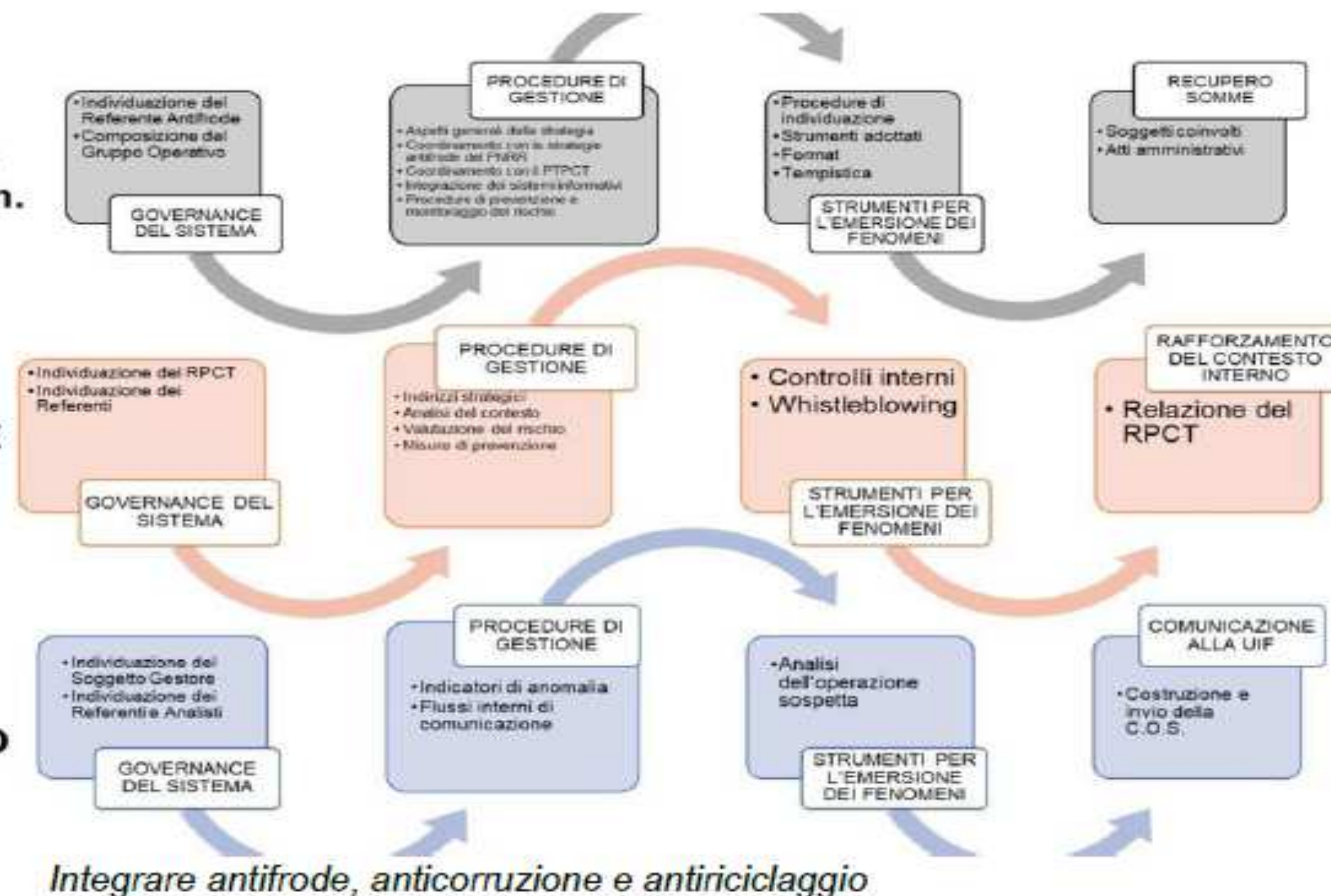 PROCEDURE DI
GESTIONE
RECUPERO
SOMME
•Individuazione del
Referente Antifrode
•Composizione del
Gruppo Operativo
GOVERNANCE
DEL SISTEMA
•Aspetti generali della strategia
•Coordinamento con la strategia
antifrode del PNRR
•Coordinamento con il PTPCT
•Integrazione dei sistemi informativi
•Procedure di prevenzione e
monitoraggio del rischio
•Procedure di
individuazione
•Strumenti adottati
•Format
•Tempistica
STRUMENTI PER
L'EMERSIONE DEI
FENOMENI
•Soggetti coinvolti
•Atti amministrativi
PROCEDURE DI
GESTIONE
RAFFORZAMENTO
DEL CONTESTO
INTERNO
•Individuazione del RPCT
•Individuazione dei
Referenti
GOVERNANCE DEL
SISTEMA
•Indirizzi strategici
•Analisi del contesto
•Valutazione del rischio
•Misure di prevenzione
• Controlli interni
• Whistleblowing
STRUMENTI PER
L'EMERSIONE DEI
FENOMENI
• Relazione del
RPCT
PROCEDURE DI
GESTIONE
COMUNICAZIONE
ALLA UIF
•Individuazione del
Soggetto Gestore
•Individuazione dei
Referenti e Analisti
GOVERNANCE
DEL SISTEMA
•Indicatori di anomalia
•Flussi interni di
comunicazione
•Analisi
dell'operazione
sospetta
STRUMENTI PER
L'EMERSIONE
DEI FENOMENI
•Costruzione e
invio della
C.O.S.
Integrare antifrode, anticorruzione e antiriciclaggio